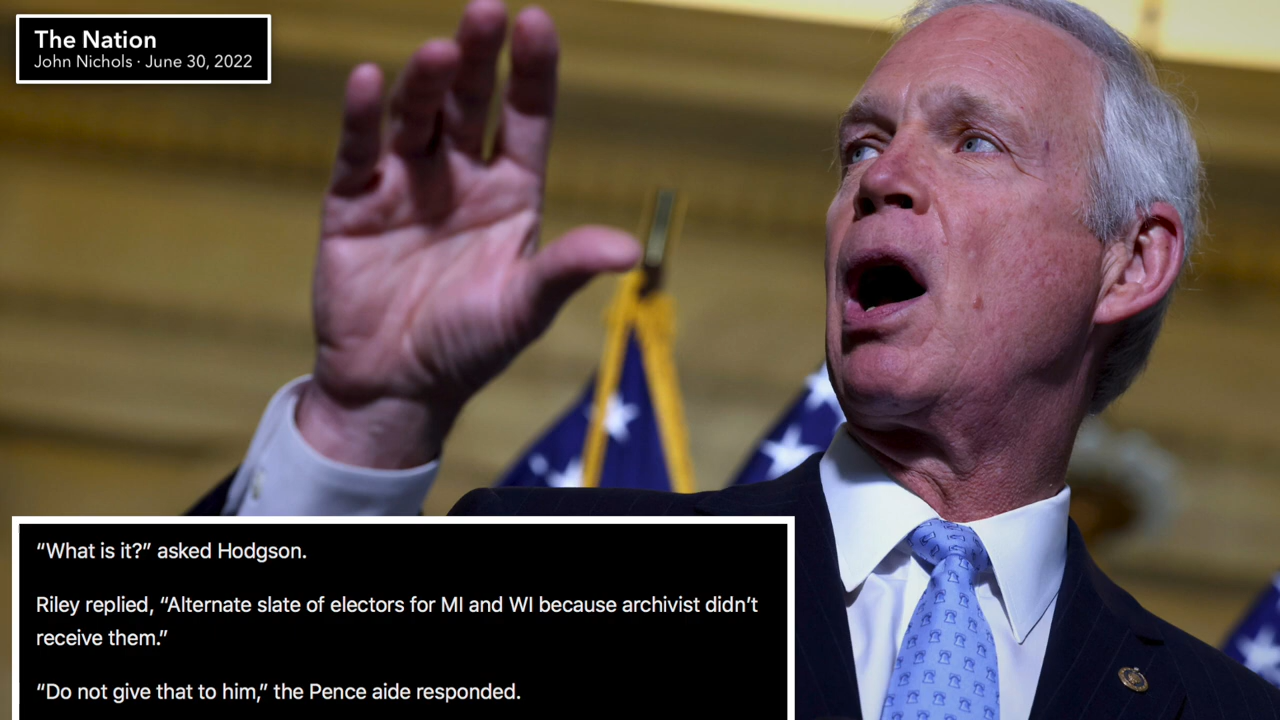 The Nation
John Nichols · June 30, 2022
“What is it?” asked Hodgson.
Riley replied, “Alternate slate of electors for MI and WI because archivist didn’t
receive them.”
“Do not give that to him,” the Pence aide responded.